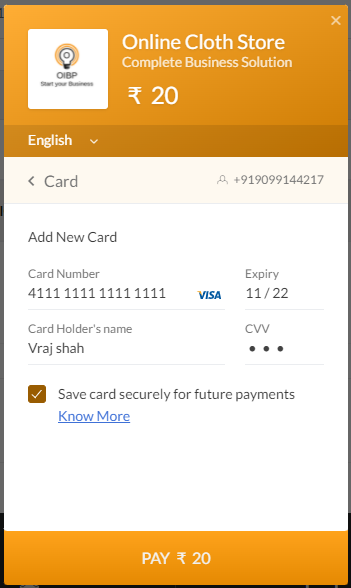 Online Cloth Store
Complete Business Solution
₹ 20
OIBP
Start your Business
English
Card
+919099144217
Add New Card
Card Number
Expiry
4111 1111 1111 1111
VISA
11 / 22
Card Holder's name
CVV
Vraj shah
Save card securely for future payments
Know More
PAY ₹ 20